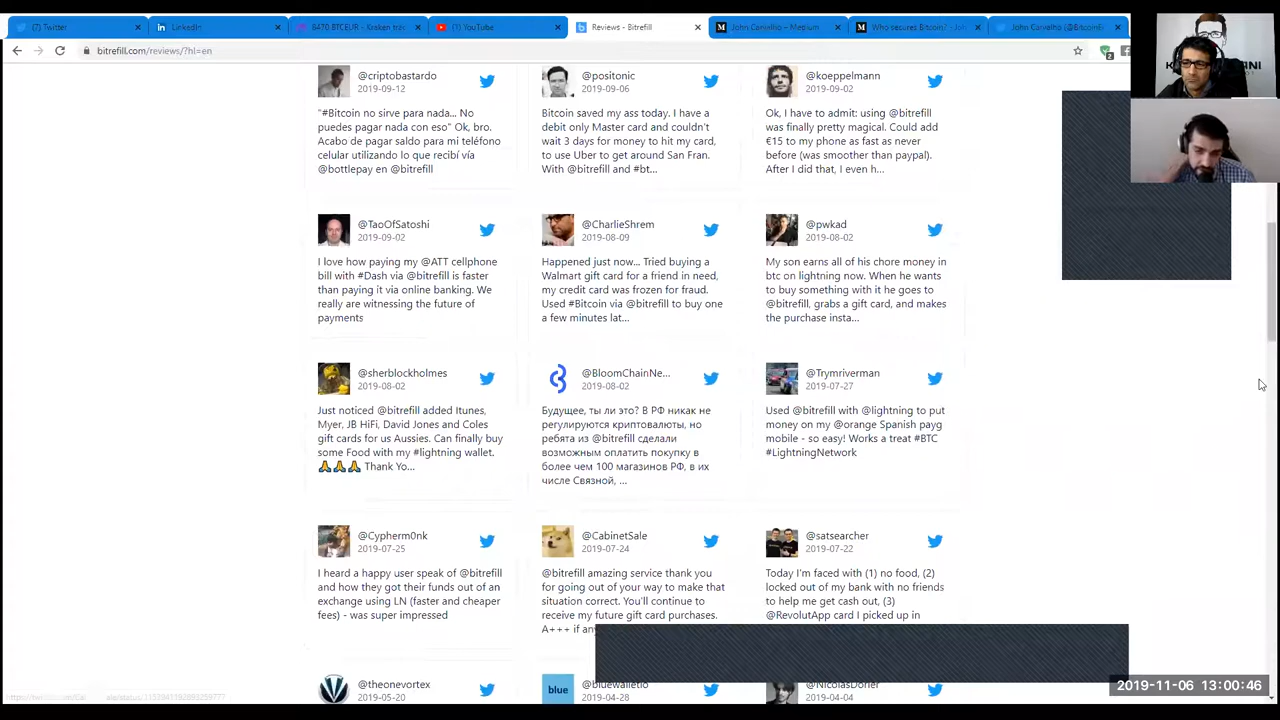 (7) Twitter
LinkedIn
8470 BTCEUR - Kraken trac
(1) YouTube
Reviews - Bitrefill
John Carvalho – Medium
Who secures Bitcoin? - Jo
John Carvalho (@BitcoinE
bitrefill.com/reviews/?hl=en
2
@criptobastardo
2019-09-12
"#Bitcoin no sirve para nada... No
puedes pagar nada con eso" Ok, bro.
Acabo de pagar saldo para mi teléfono
celular utilizando lo que recibí vía
@bottlepay en @bitrefill
@positonic
2019-09-06
Bitcoin saved my ass today. I have a
debit only Master card and couldn't
wait 3 days for money to hit my card,
to use Uber to get around San Fran.
With @bitrefill and #bt...
@koeppelmann
2019-09-02
Ok, I have to admit: using @bitrefill
was finally pretty magical. Could add
€15 to my phone as fast as never
before (was smoother than paypal).
After I did that, I even h...
@TaoOfSatoshi
2019-09-02
I love how paying my @ATT cellphone
bill with #Dash via @bitrefill is faster
than paying it via online banking. We
really are witnessing the future of
payments
@CharlieShrem
2019-08-09
Happened just now... Tried buying a
Walmart gift card for a friend in need,
my credit card was frozen for fraud.
Used #Bitcoin via @bitrefill to buy one
a few minutes lat...
@pwkad
2019-08-02
My son earns all of his chore money in
btc on lightning now. When he wants
to buy something with it he goes to
@bitrefill, grabs a gift card, and makes
the purchase insta...
@sherblockholmes
2019-08-02
Just noticed @bitrefill added Itunes,
Myer, JB HiFi, David Jones and Coles
gift cards for us Aussies. Can finally buy
some Food with my #lightning wallet.
🙏🙏🙏 Thank Yo...
@BloomChainNe...
2019-08-02
Будущее, ты ли это? В РФ никак не
регулируются криптовалюты, но
ребята из @bitrefill сделали
возможным оплатить покупку в
более чем 100 магазинов РФ, в их
числе Связной, ...
@Trymriverman
2019-07-27
Used @bitrefill with @lightning to put
money on my @orange Spanish payg
mobile - so easy! Works a treat #BTC
#LightningNetwork
@Cypherm0nk
2019-07-25
I heard a happy user speak of @bitrefill
and how they got their funds out of an
exchange using LN (faster and cheaper
fees) - was super impressed
@CabinetSale
2019-07-24
@bitrefill amazing service thank you
for going out of your way to make that
situation correct. You'll continue to
receive my future gift card purchases.
A+++ if any
@satsearcher
2019-07-22
Today I'm faced with (1) no food, (2)
locked out of my bank with no friends
to help me get cash out, (3)
@RevolutApp card I picked up in
@theonevortex
2019-05-20
blue
@bluewalletio
2019-04-28
@NicolasDorier
2019-04-04
2019-11-06 13:00:46